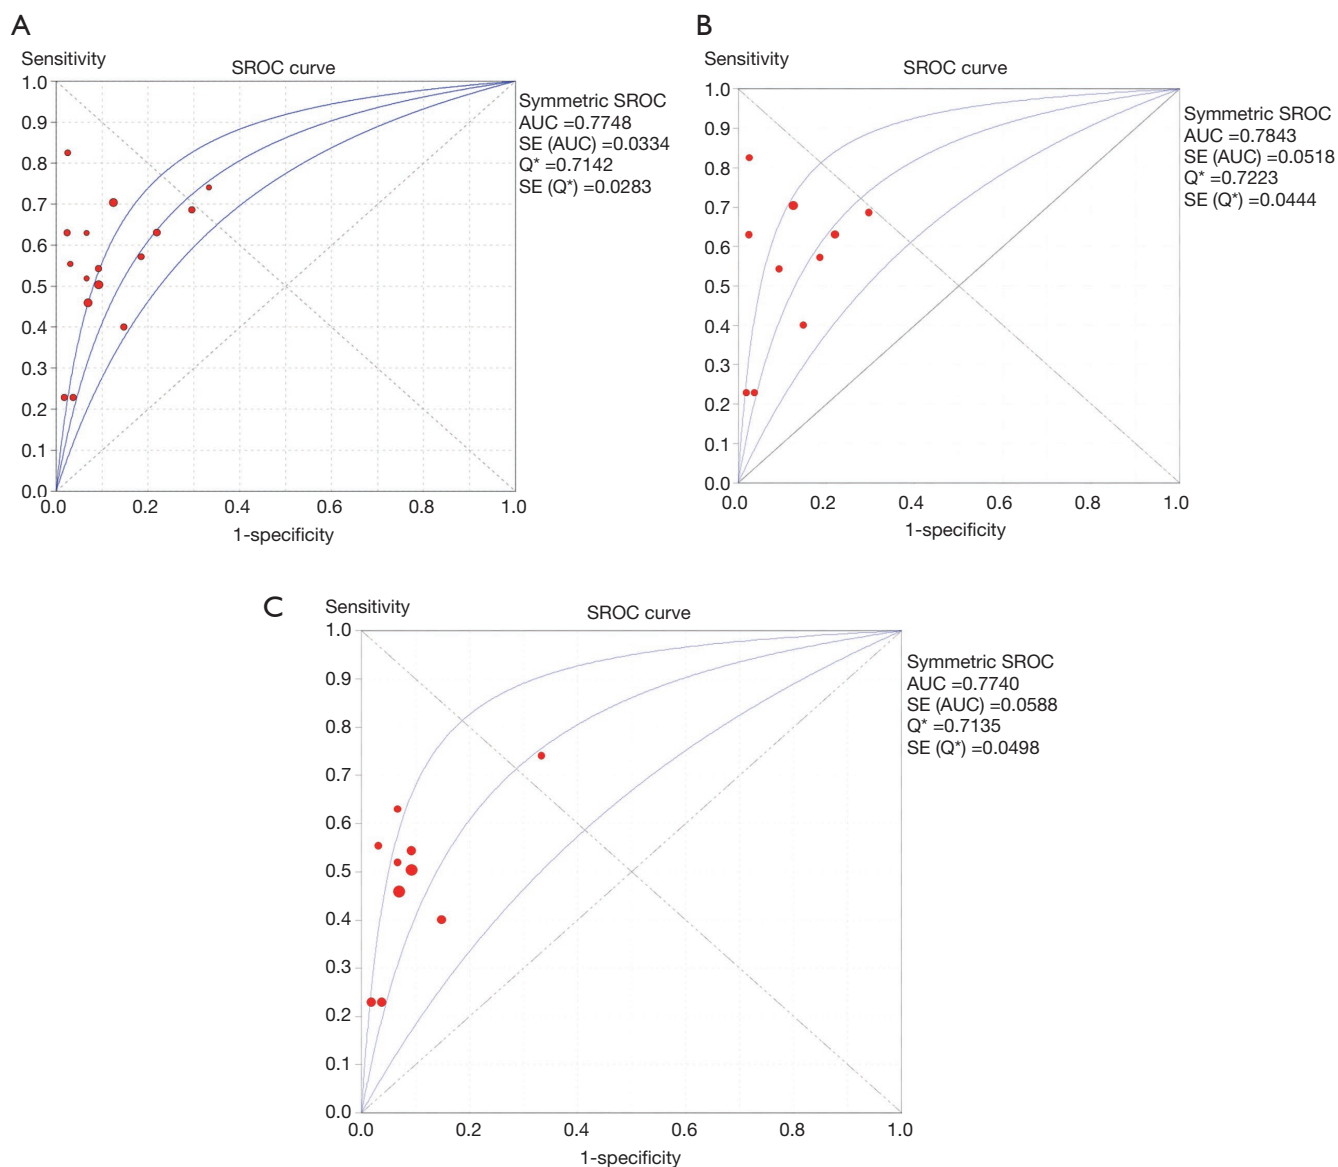 A
Sensitivity
SROC curve
1.0
0.9
0.8
0.7
0.6
0.5
0.4
0.3
0.2
0.1
0.0
0.0 0.2 0.4 0.6 0.8 1.0
1-specificity
Symmetric SROC
AUC =0.7748
SE (AUC) =0.0334
Q* =0.7142
SE (Q*) =0.0283
B
Sensitivity
SROC curve
1.0
0.9
0.8
0.7
0.6
0.5
0.4
0.3
0.2
0.1
0.0
0.0 0.2 0.4 0.6 0.8 1.0
1-specificity
Symmetric SROC
AUC =0.7843
SE (AUC) =0.0518
Q* =0.7223
SE (Q*) =0.0444
C
Sensitivity
SROC curve
1.0
0.9
0.8
0.7
0.6
0.5
0.4
0.3
0.2
0.1
0.0
0.0 0.2 0.4 0.6 0.8 1.0
1-specificity
Symmetric SROC
AUC =0.7740
SE (AUC) =0.0588
Q* =0.7135
SE (Q*) =0.0498